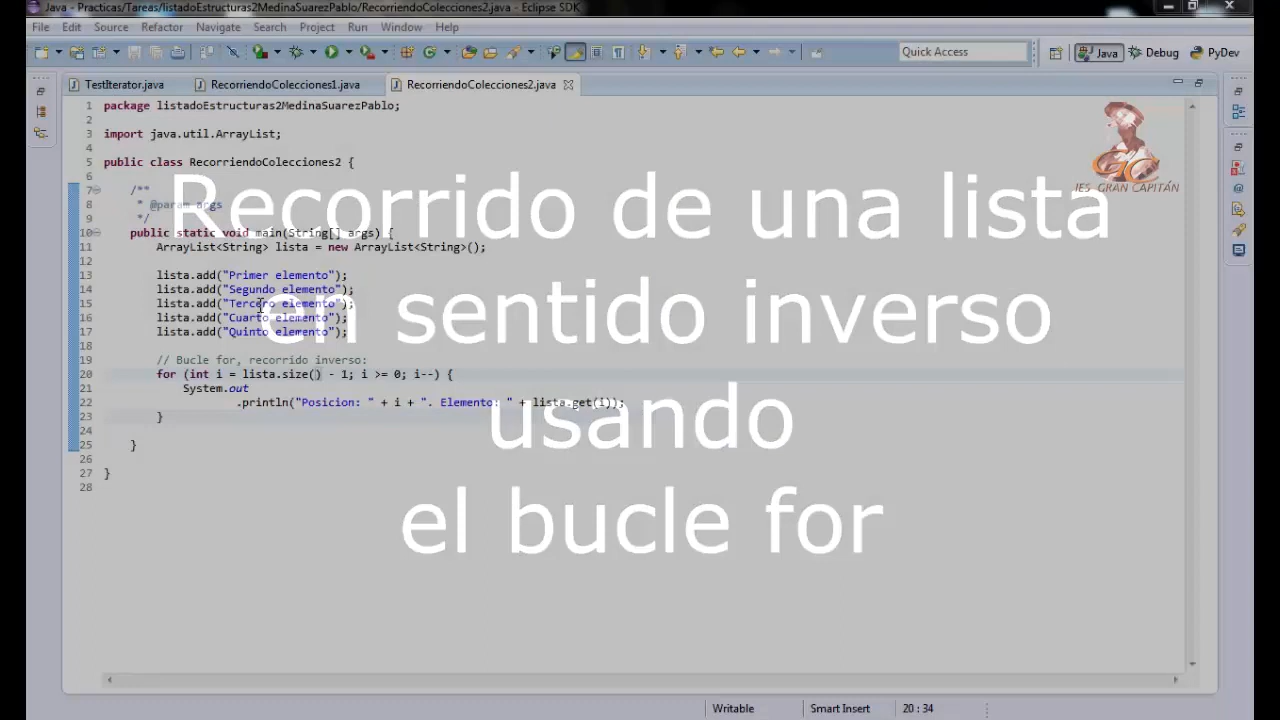 Java - Practicas/Tareas/listadoEstructuras2MedinaSuarezPablo/RecorriendoColecciones2.java - Eclipse SDK
File Edit Source Refactor Navigate Search Project Run Window Help
Quick Access Java Debug PyDev
TestIterator.java RecorriendoColecciones1.java RecorriendoColecciones2.java
1 package listadoEstructuras2MedinaSuarezPablo;
2
3 import java.util.ArrayList;
4
5 public class RecorriendoColecciones2 {
6
7 /**
8 * @param args
9 */
10 public static void main(String[] args) {
11 ArrayList<String> lista = new ArrayList<String>();
12
13 lista.add("Primer elemento");
14 lista.add("Segundo elemento");
15 lista.add("Tercero elemento");
16 lista.add("Cuarto elemento");
17 lista.add("Quinto elemento");
18
19 // Bucle for, recorrido inverso:
20 for (int i = lista.size() - 1; i >= 0; i--) {
21 System.out
22 .println("Posicion: " + i + ". Elemento: " + lista.get(i));
23 }
24
25 }
26
27 }
28
IES GRAN CAPITÁN
Recorrido de una lista
en sentido inverso
usando
el bucle for
Writable Smart Insert 20 : 34